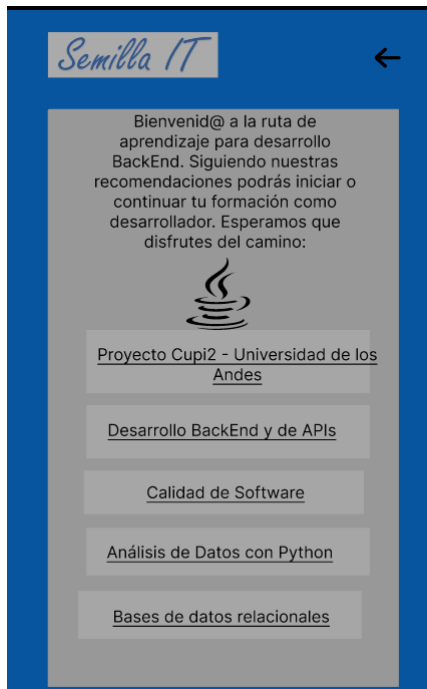 Semilla IT
Bienvenid@ a la ruta de
aprendizaje para desarrollo
BackEnd. Siguiendo nuestras
recomendaciones podrás iniciar o
continuar tu formación como
desarrollador. Esperamos que
disfrutes del camino:
Proyecto Cupi2 - Universidad de los
Andes
Desarrollo BackEnd y de APIs
Calidad de Software
Análisis de Datos con Python
Bases de datos relacionales